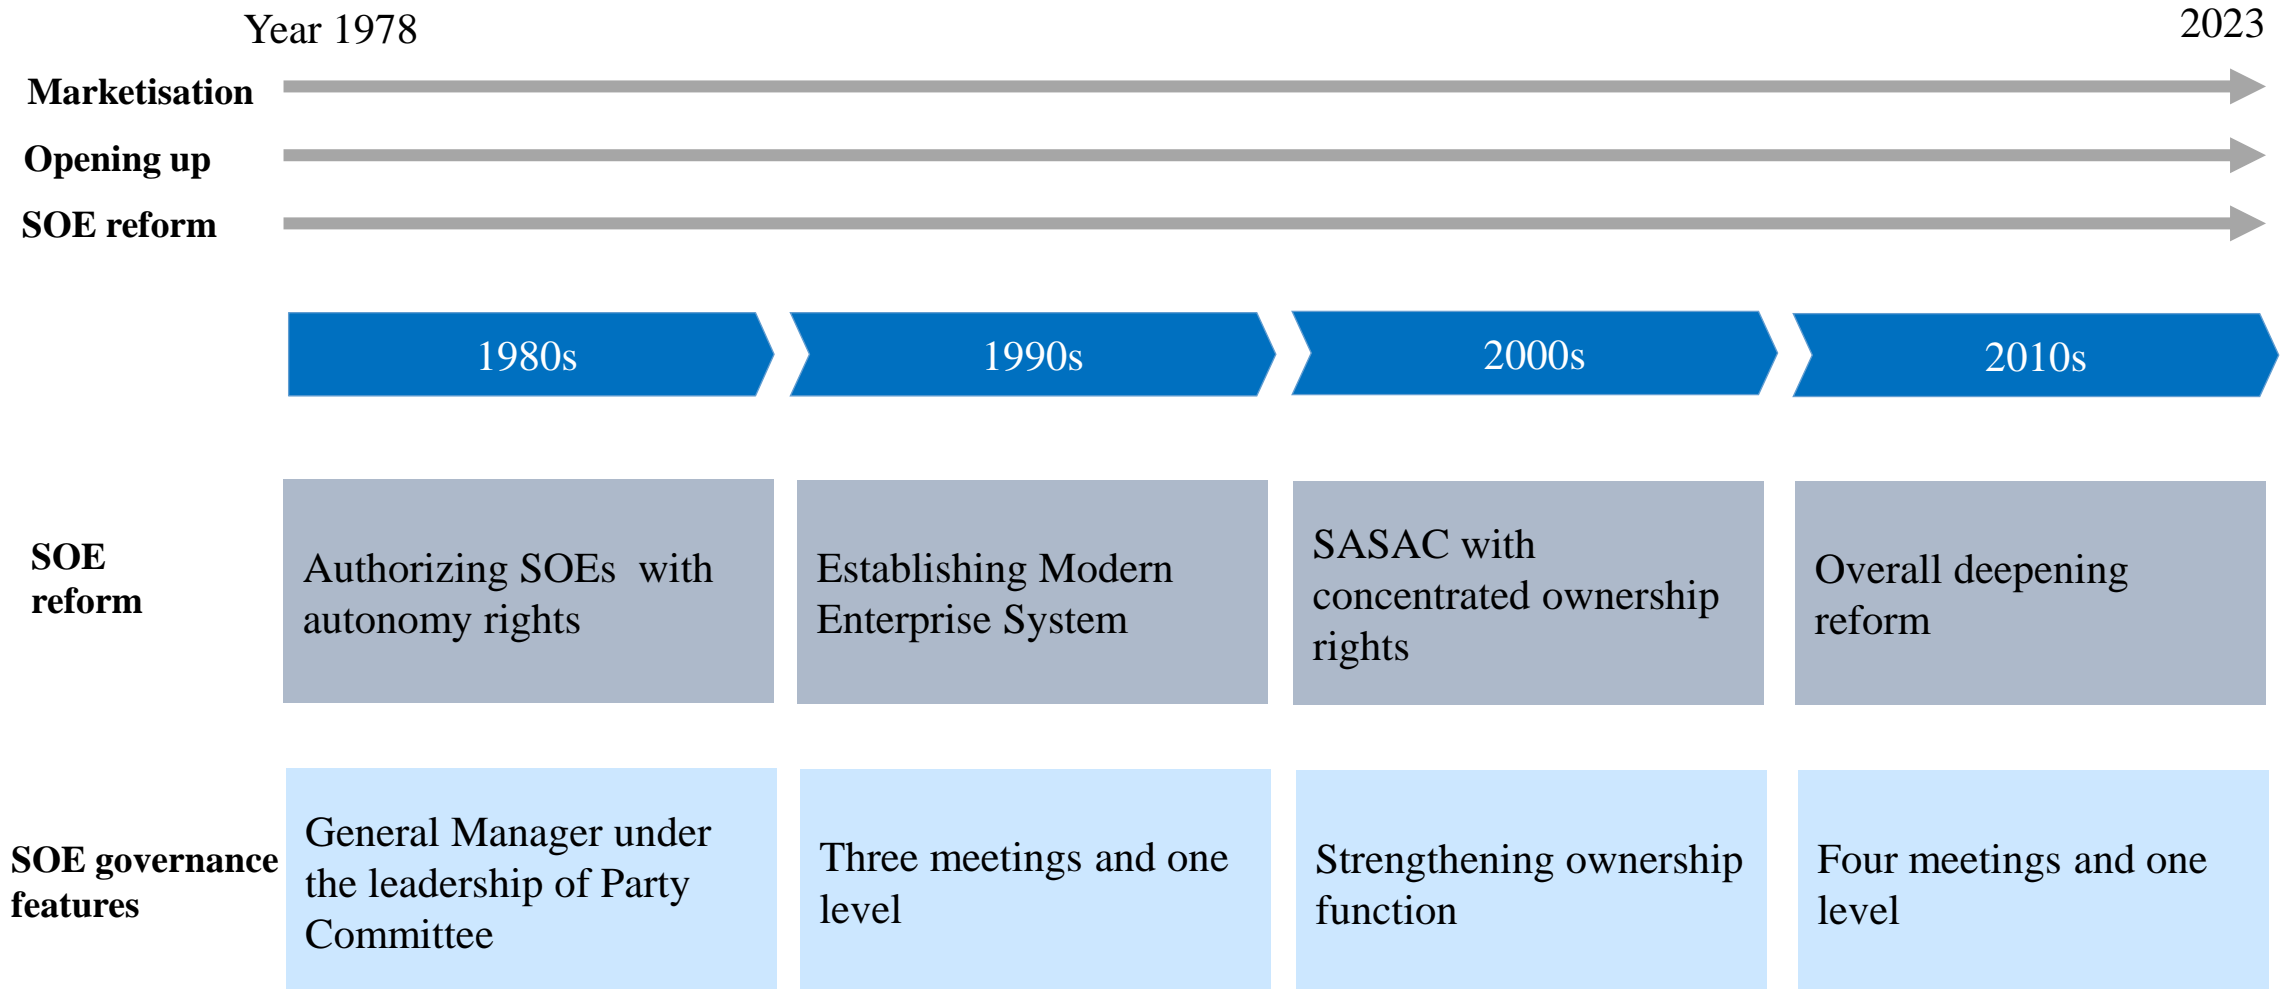 Year 1978
2023
Marketisation
Opening up
SOE reform
1980s
1990s
2000s
2010s
SOE
reform
Authorizing SOEs  with
autonomy rights
Establishing Modern
Enterprise System
SASAC with
concentrated ownership
rights
Overall deepening
reform
SOE governance
features
General Manager under
the leadership of Party
Committee
Three meetings and one
level
Strengthening ownership
function
Four meetings and one
level